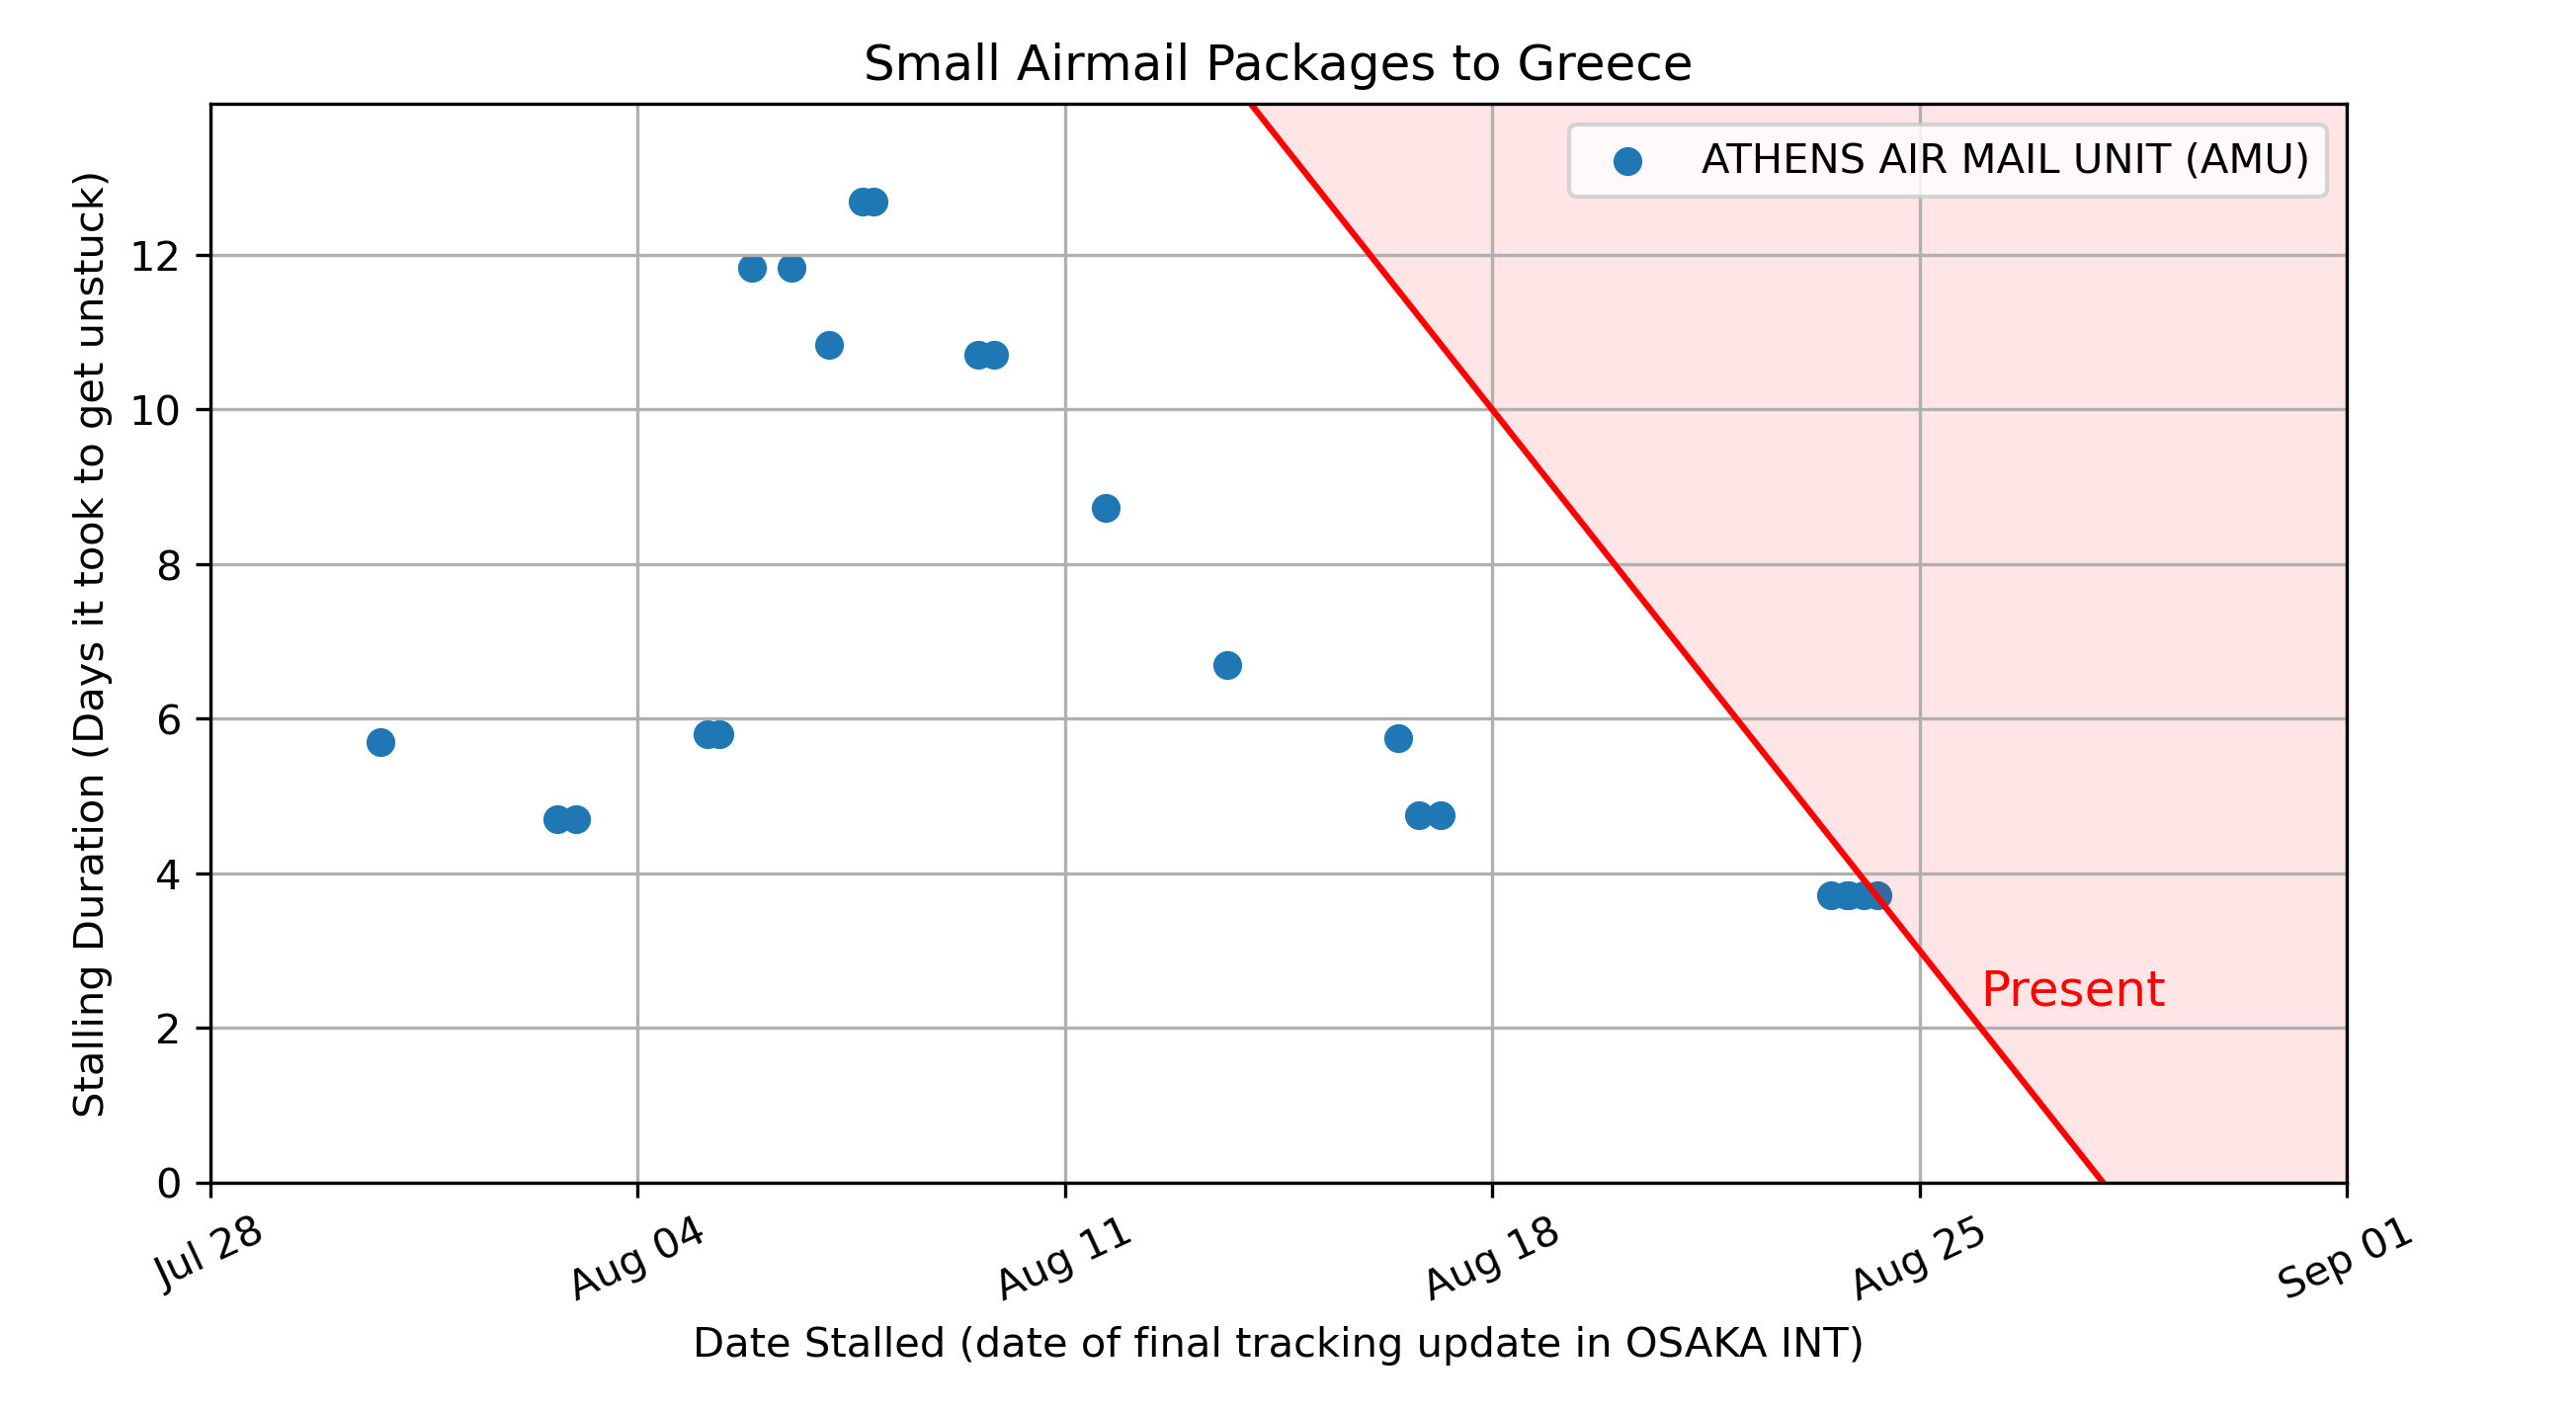 Small Airmail Packages to Greece
ATHENS AIR MAIL UNIT (AMU)
Stalling Duration (Days it took to get unstuck)
12
10
8
6
4
2
0
Present
Jul 28
Aug 04
Aug 11
Aug 18
Aug 25
Sep 01
Date Stalled (date of final tracking update in OSAKA INT)